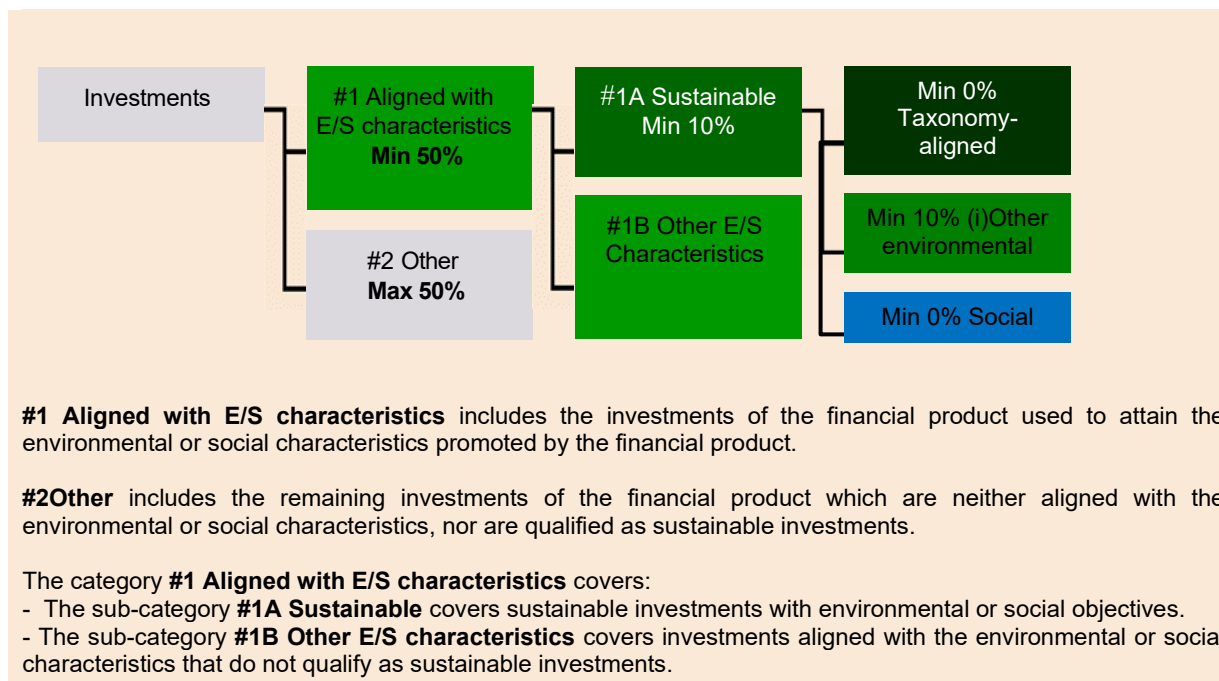 Investments
#1 Aligned with
E/S characteristics
Min 50%
#2 Other
Max 50%
#1A Sustainable
Min 10%
#1B Other E/S
Characteristics
Min 0%
Taxonomy-
aligned
Min 10% (i)Other
environmental
Min 0% Social
#1 Aligned with E/S characteristics includes the investments of the financial product used to attain the
environmental or social characteristics promoted by the financial product.
#2Other includes the remaining investments of the financial product which are neither aligned with the
environmental or social characteristics, nor are qualified as sustainable investments.
The category #1 Aligned with E/S characteristics covers:
- The sub-category #1A Sustainable covers sustainable investments with environmental or social objectives.
- The sub-category #1B Other E/S characteristics covers investments aligned with the environmental or social
characteristics that do not qualify as sustainable investments.